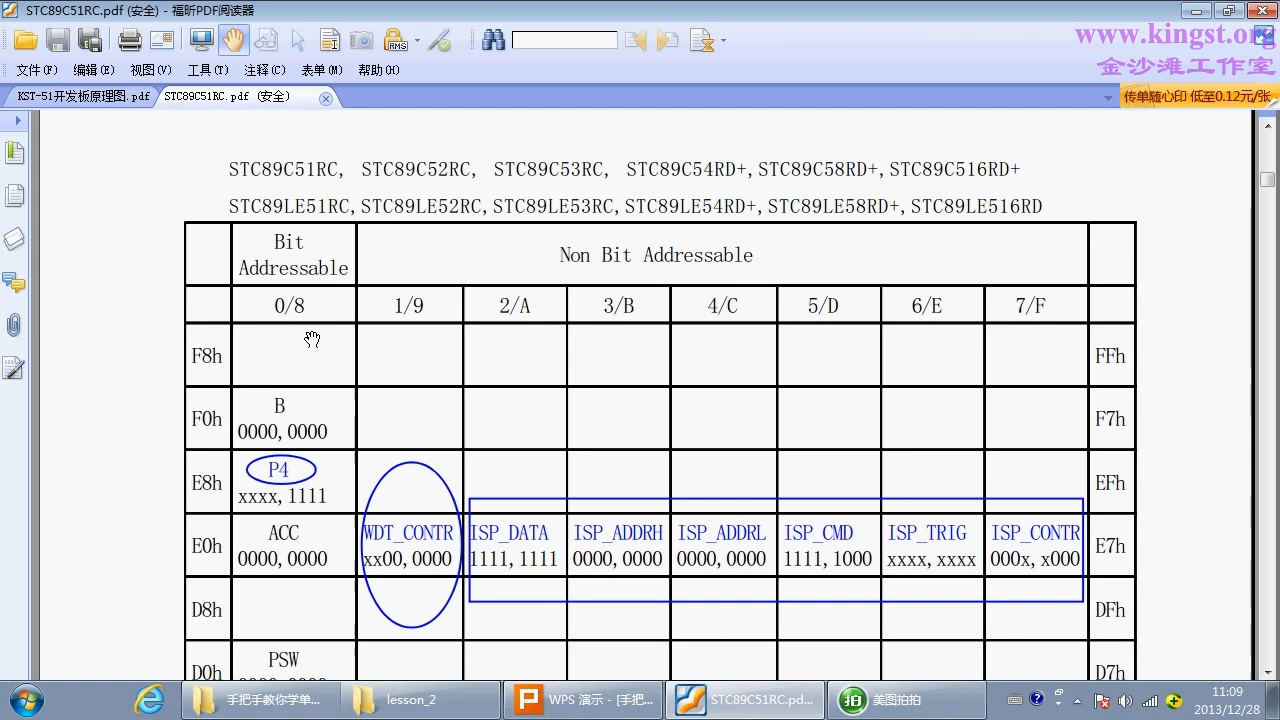 STC89C51RC.pdf (安全) - 福昕PDF阅读器
www.kingst.org
金沙滩工作室
RMS
文件(F) 编辑(E) 视图(V) 工具(T) 注释(C) 表单(M) 帮助(H)
KST-51开发板原理图.pdf STC89C51RC.pdf (安全)
传单随心印 低至0.12元/张
STC89C51RC, STC89C52RC, STC89C53RC, STC89C54RD+,STC89C58RD+,STC89C516RD+
STC89LE51RC,STC89LE52RC,STC89LE53RC,STC89LE54RD+,STC89LE58RD+,STC89LE516RD
Bit
Addressable
Non Bit Addressable
0/8 1/9 2/A 3/B 4/C 5/D 6/E 7/F
F8h FFh
F0h B
0000,0000 F7h
E8h P4
xxxx,1111 EFh
ACC WDT_CONTR ISP_DATA ISP_ADDRH ISP_ADDRL ISP_CMD ISP_TRIG ISP_CONTR
E0h 0000,0000 xx00,0000 1111,1111 0000,0000 0000,0000 1111,1000 xxxx,xxxx 000x,x000 E7h
D8h DFh
PSW
D0h D7h
手把手教你学单... lesson_2 WPS 演示 - [手把... STC89C51RC.pd... 拍 美图拍拍
11:09
2013/12/28